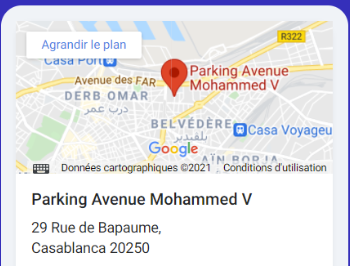 Agrandir le plan
R322
Casa Port
Avenue des FAR
Parking Avenue
Mohammed V
DERB OMAR
درب عمر
BELVÉDÈRE
بلفدير
Casa Voyageu
Google
AÏN BORJA
Données cartographiques ©2021
Conditions d'utilisation
Parking Avenue Mohammed V
29 Rue de Bapaume,
Casablanca 20250